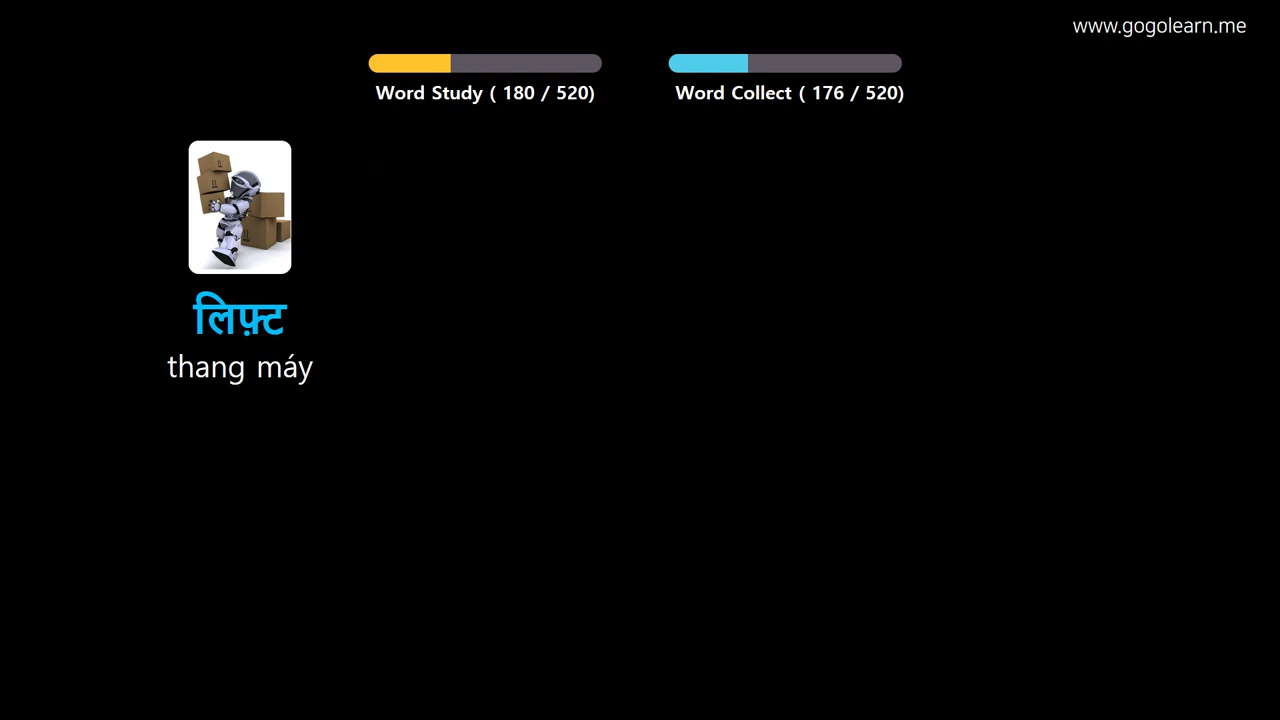 www.gogolearn.me
Word Study ( 180 / 520)
Word Collect ( 176 / 520)
लिफ़्ट
thang máy